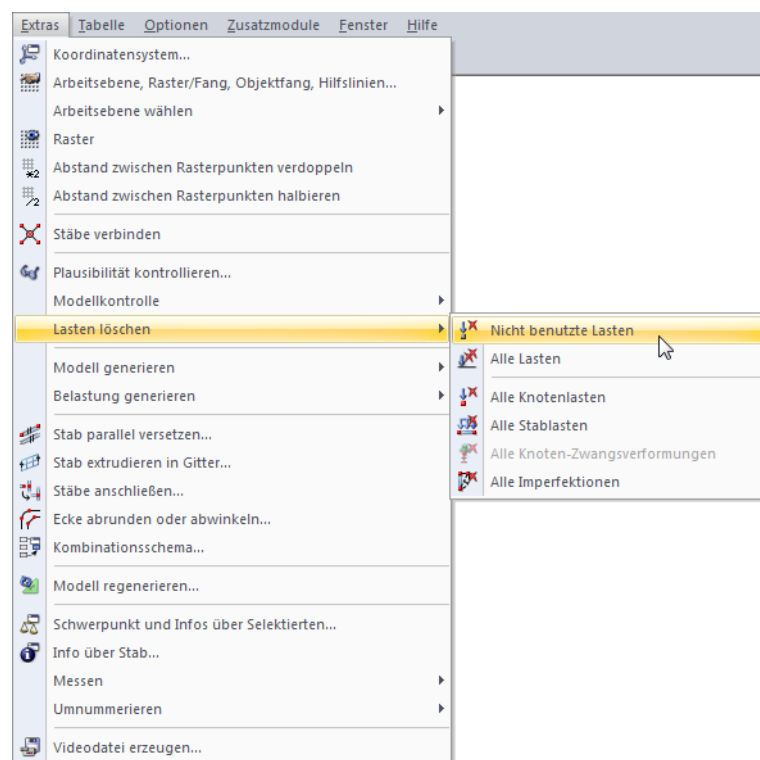 Extras Tabelle Optionen Zusatzmodule Fenster Hilfe
Koordinatensystem...
Arbeitsebene, Raster/Fang, Objektfang, Hilfslinien...
Arbeitsebene wählen
Raster
Abstand zwischen Rasterpunkten verdoppeln
Abstand zwischen Rasterpunkten halbieren
Stäbe verbinden
Plausibilität kontrollieren...
Modellkontrolle
Lasten löschen
Nicht benutzte Lasten
Alle Lasten
Alle Knotenlasten
Alle Stablasten
Alle Knoten-Zwangsverformungen
Alle Imperfektionen
Modell generieren
Belastung generieren
Stab parallel versetzen...
Stab extrudieren in Gitter...
Stäbe anschließen...
Ecke abrunden oder abwinkeln...
Kombinationsschema...
Modell regenerieren...
Schwerpunkt und Infos über Selektierten...
Info über Stab...
Messen
Umnummerieren
Videodatei erzeugen...